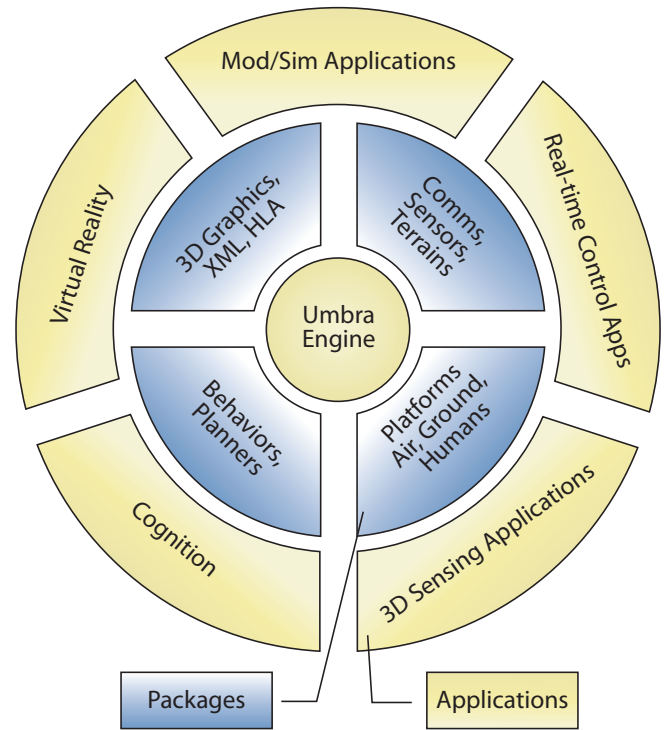 Mod/Sim Applications
Real-time Control Apps
3D Sensing Applications
Cognition
Virtual Reality
3D Graphics,
XML, HLA
Comms,
Sensors,
Terrains
Platforms
Air, Ground,
Humans
Behaviors,
Planners
Umbra
Engine
Packages
Applications